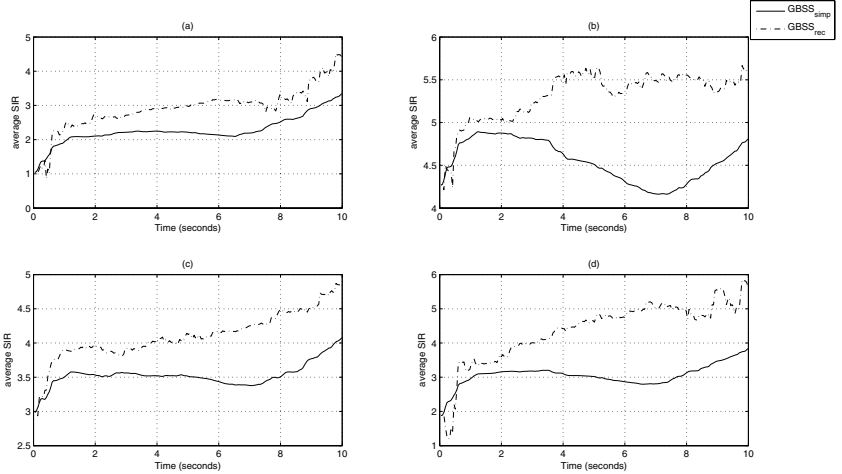 GBSS_simp
GBSS_rec
(a)
5
4
3
2
1
0
average SIR
0 2 4 6 8 10
Time (seconds)
(b)
6
5.5
5
4.5
4
average SIR
0 2 4 6 8 10
Time (seconds)
(c)
5
4.5
4
3.5
3
2.5
average SIR
0 2 4 6 8 10
Time (seconds)
(d)
6
5
4
3
2
1
average SIR
0 2 4 6 8 10
Time (seconds)